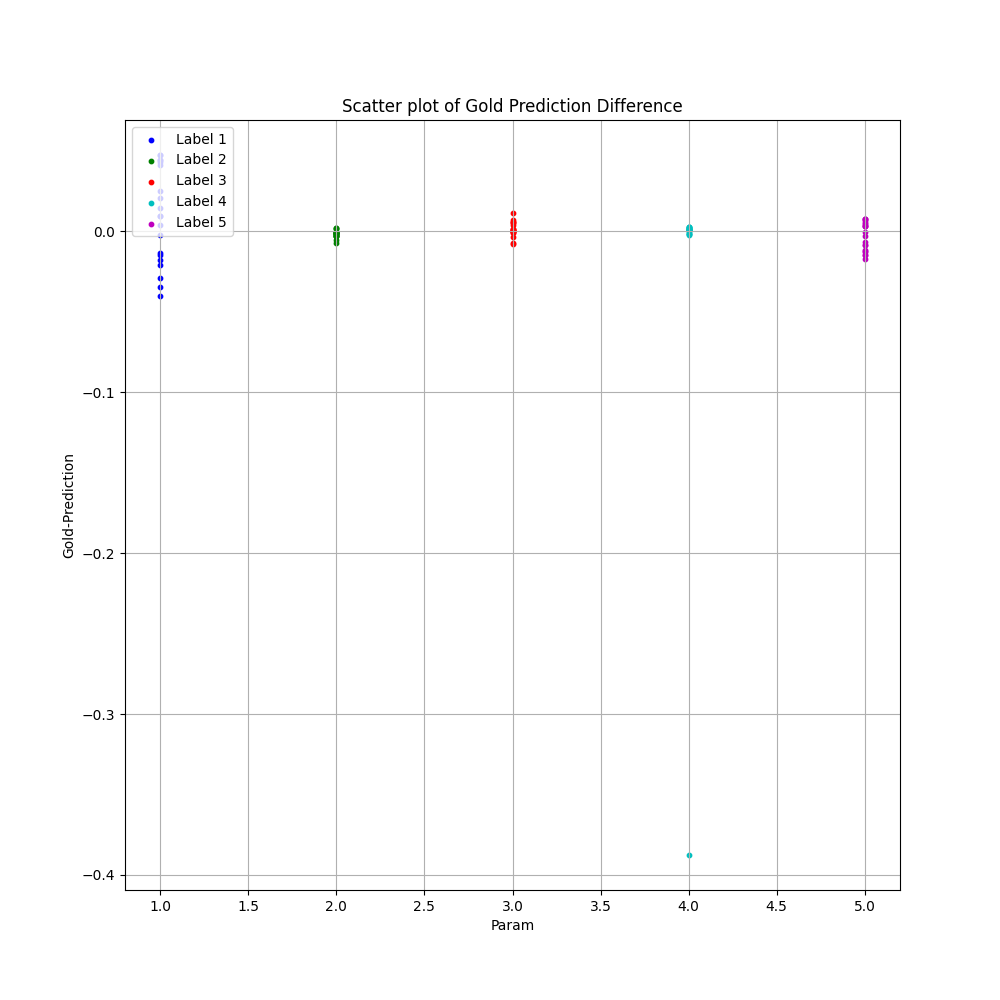 Scatter plot of Gold Prediction Difference
Label 1
Label 2
Label 3
Label 4
Label 5
0.0
−0.1
−0.2
−0.3
−0.4
Gold-Prediction
1.0 1.5 2.0 2.5 3.0 3.5 4.0 4.5 5.0
Param